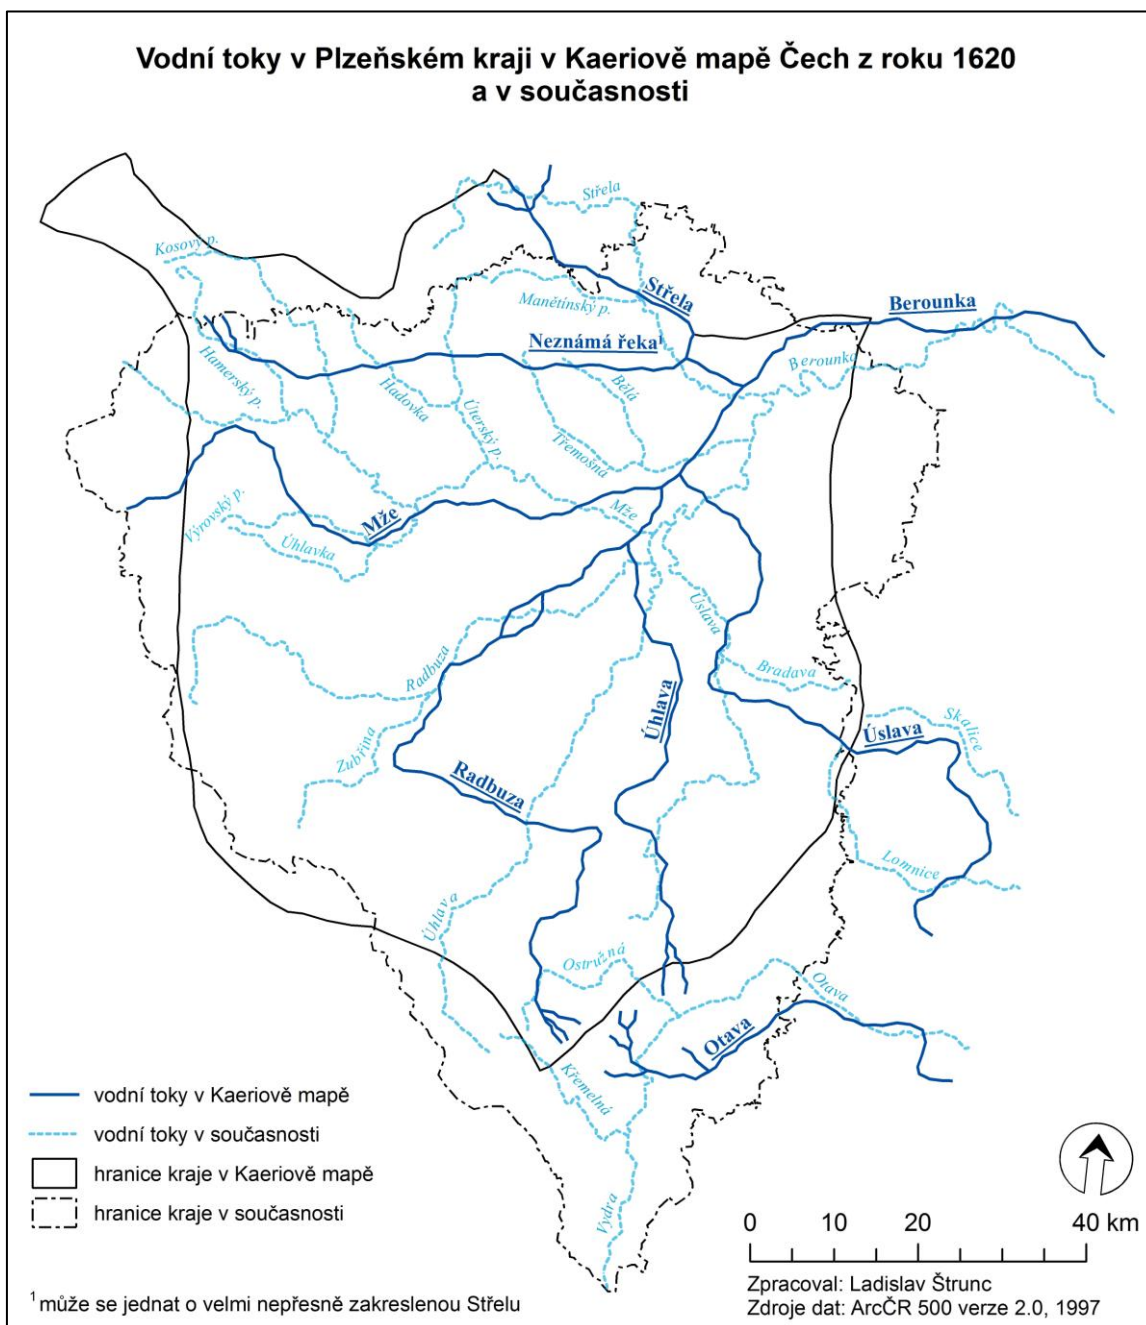 Vodní toky v Plzeňském kraji v Kaeriově mapě Čech z roku 1620
a v současnosti
Střela
Kosový p.
Střela
Manětínský p.
Berounka
Neznámá řeka¹
Berounka
Hamerský p.
Hadovka
Bělá
Úterský p.
Třemošná
Mže
Mže
Výrovský p.
Úhlavka
Úslava
Radbuza
Bradava
Úhlava
Skalice
Úslava
Zubřina
Radbuza
Lomnice
Úhlava
Ostružná
Otava
Otava
Křemelná
Vydra
vodní toky v Kaeriově mapě
vodní toky v současnosti
hranice kraje v Kaeriově mapě
hranice kraje v současnosti
0 10 20 40 km
Zpracoval: Ladislav Štrunc
Zdroje dat: ArcČR 500 verze 2.0, 1997
¹ může se jednat o velmi nepřesně zakreslenou Střelu